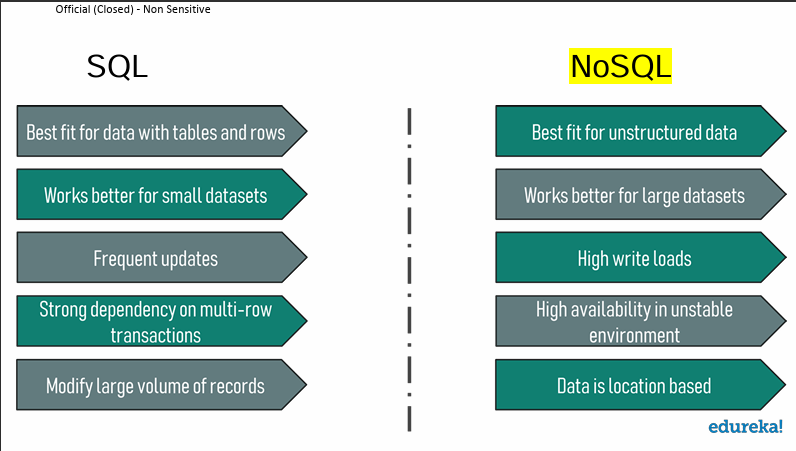 Official (Closed) - Non Sensitive
SQL
NoSQL
Best fit for data with tables and rows
Best fit for unstructured data
Works better for small datasets
Works better for large datasets
Frequent updates
High write loads
Strong dependency on multi-row
transactions
High availability in unstable
environment
Modify large volume of records
Data is location based
edureka!